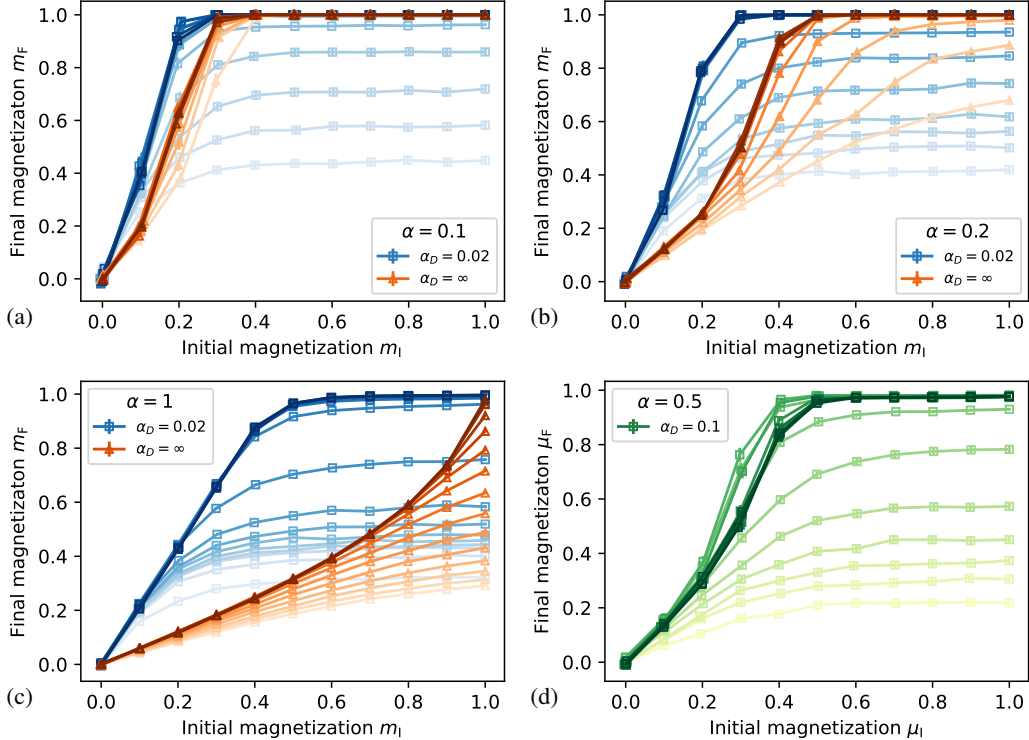 Final magnetizaton m_F
1.0
0.8
0.6
0.4
0.2
0.0
α = 0.1
α_D = 0.02
α_D = ∞
0.0 0.2 0.4 0.6 0.8 1.0
(a)
Initial magnetization m_I
Final magnetizaton m_F
1.0
0.8
0.6
0.4
0.2
0.0
α = 0.2
α_D = 0.02
α_D = ∞
0.0 0.2 0.4 0.6 0.8 1.0
(b)
Initial magnetization m_I
Final magnetizaton m_F
1.0
0.8
0.6
0.4
0.2
0.0
α = 1
α_D = 0.02
α_D = ∞
0.0 0.2 0.4 0.6 0.8 1.0
(c)
Initial magnetization m_I
Final magnetizaton μ_F
1.0
0.8
0.6
0.4
0.2
0.0
α = 0.5
α_D = 0.1
0.0 0.2 0.4 0.6 0.8 1.0
(d)
Initial magnetization μ_I